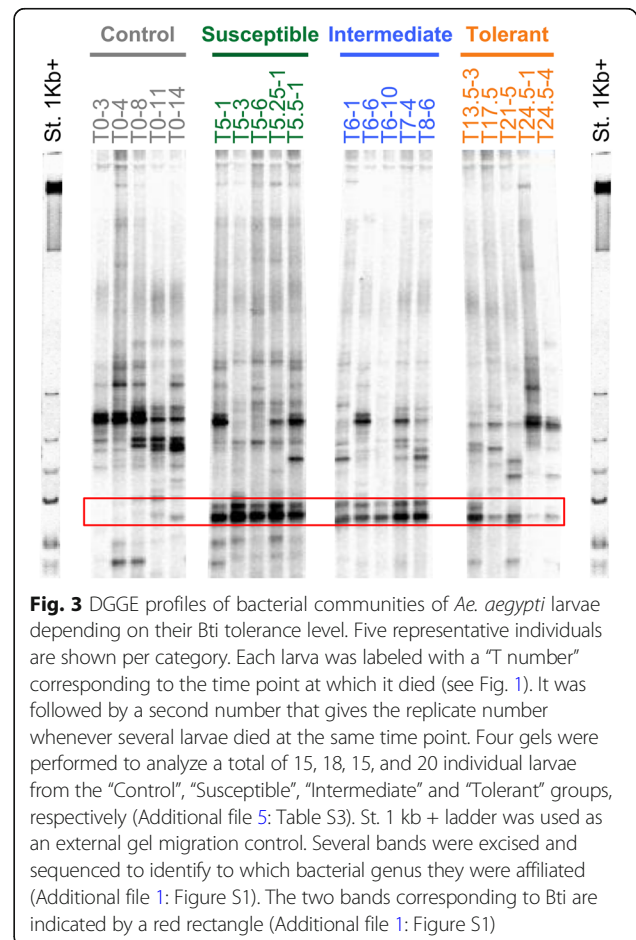 Control Susceptible Intermediate Tolerant
St. 1Kb+ T0-3 T0-4 T0-8 T0-11 T0-14 T5-1 T5-3 T5-6 T5.25-1 T5.5-1 T6-1 T6-6 T6-10 T7-4 T8-6 T13.5-3 T17.5 T21-5 T24.5-1 T24.5-4 St. 1Kb+
Fig. 3 DGGE profiles of bacterial communities of Ae. aegypti larvae
depending on their Bti tolerance level. Five representative individuals
are shown per category. Each larva was labeled with a “T number”
corresponding to the time point at which it died (see Fig. 1). It was
followed by a second number that gives the replicate number
whenever several larvae died at the same time point. Four gels were
performed to analyze a total of 15, 18, 15, and 20 individual larvae
from the “Control”, “Susceptible”, “Intermediate” and “Tolerant” groups,
respectively (Additional file 5: Table S3). St. 1 kb + ladder was used as
an external gel migration control. Several bands were excised and
sequenced to identify to which bacterial genus they were affiliated
(Additional file 1: Figure S1). The two bands corresponding to Bti are
indicated by a red rectangle (Additional file 1: Figure S1)